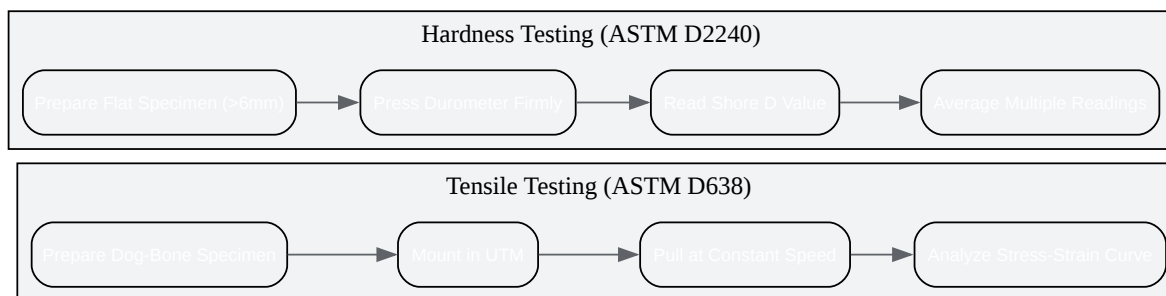 Hardness Testing (ASTM D2240)
Prepare Flat Specimen (>6mm)
Press Durometer Firmly
Read Shore D Value
Average Multiple Readings
Tensile Testing (ASTM D638)
Prepare Dog-Bone Specimen
Mount in UTM
Pull at Constant Speed
Analyze Stress-Strain Curve